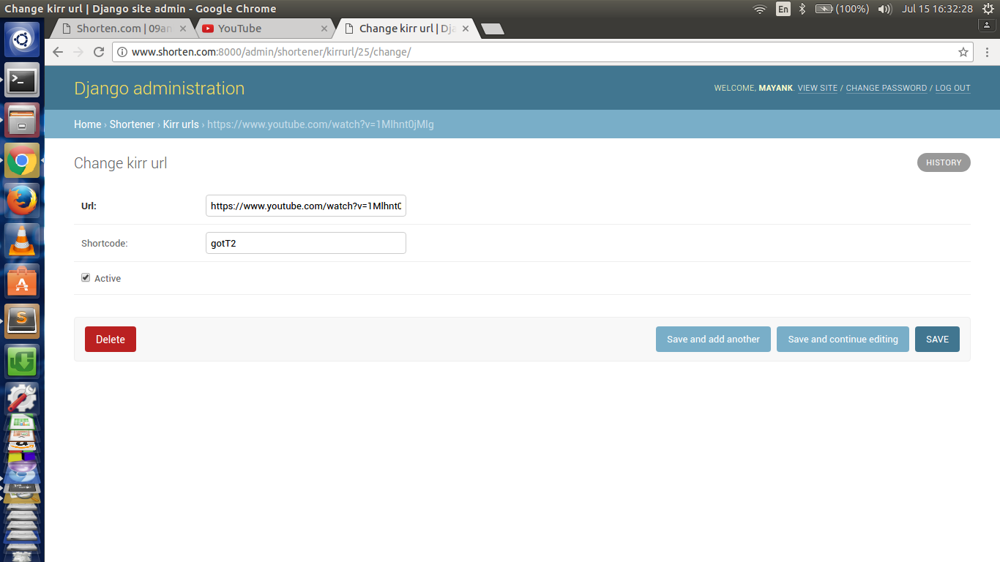 Change kirr url | Django site admin - Google Chrome
En (100%) Jul 15 16:32:28
Shorten.com | 09an
YouTube
Change kirr url | Dja
www.shorten.com:8000/admin/shortener/kirrurl/25/change/
Django administration
WELCOME, MAYANK. VIEW SITE / CHANGE PASSWORD / LOG OUT
Home › Shortener › Kirr urls › https://www.youtube.com/watch?v=1Mlhnt0jMlg
Change kirr url
HISTORY
Url: https://www.youtube.com/watch?v=1Mlhnt0
Shortcode: gotT2
Active
Delete
Save and add another
Save and continue editing
SAVE